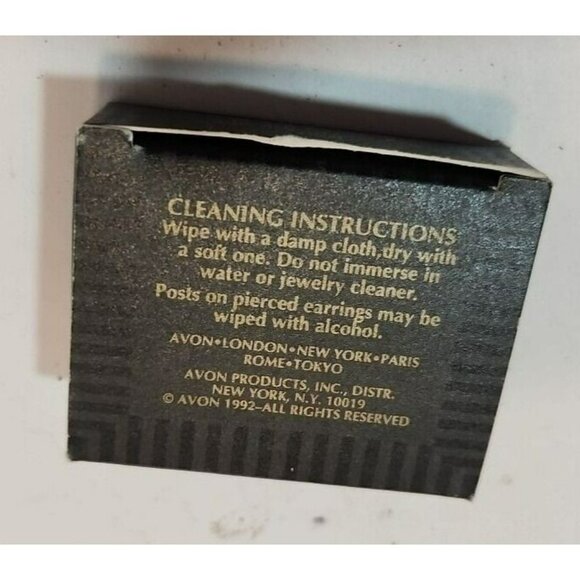 CLEANING INSTRUCTIONS
Wipe with a damp cloth, dry with
a soft one. Do not immerse in
water or jewelry cleaner.
Posts on pierced earrings may be
wiped with alcohol.
AVON•LONDON•NEW YORK•PARIS
ROME•TOKYO
AVON PRODUCTS, INC., DISTR.
NEW YORK, N.Y. 10019
© AVON 1992–ALL RIGHTS RESERVED